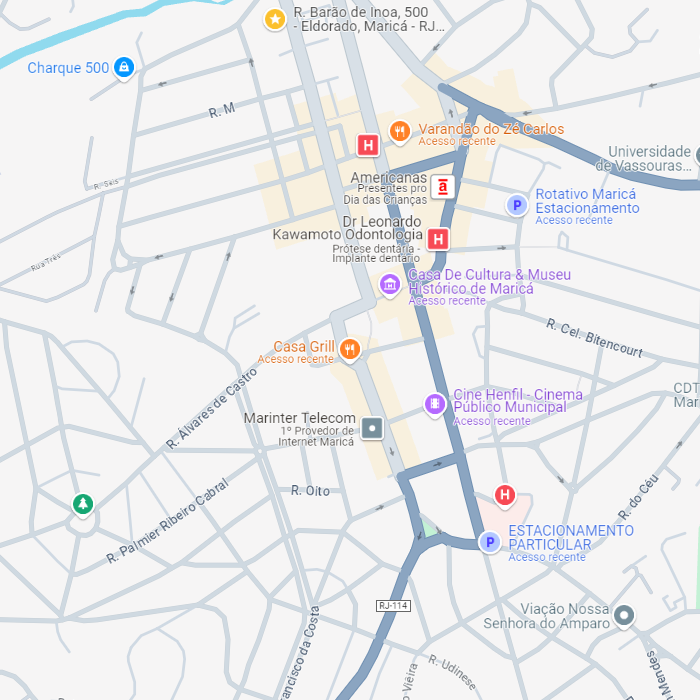 R. Barão de Inoa, 500
- Eldorado, Maricá - RJ...
Charque 500
R. M
Varandão do Zé Carlos
Acesso recente
H
Universidade
de Vassouras...
Americanas
Presentes pro
Dia das Crianças
a
R. Seis
P
Rotativo Maricá
Estacionamento
Acesso recente
Dr Leonardo
Kawamoto Odontologia
Prótese dentária -
Implante dentário
H
Rua Três
Casa De Cultura & Museu
Histórico de Maricá
Acesso recente
R. Cel. Bitencourt
Casa Grill
Acesso recente
R. Álvares de Castro
CDT
Mar
Cine Henfil - Cinema
Público Municipal
Acesso recente
Marinter Telecom
1º Provedor de
Internet Maricá
R. Oito
H
R. do Céu
R. Palmier Ribeiro Cabral
P
ESTACIONAMENTO
PARTICULAR
Acesso recente
RJ-114
Viação Nossa
Senhora do Amparo
ancisco da Costa
o Viêira
R. Udinese
Mendes